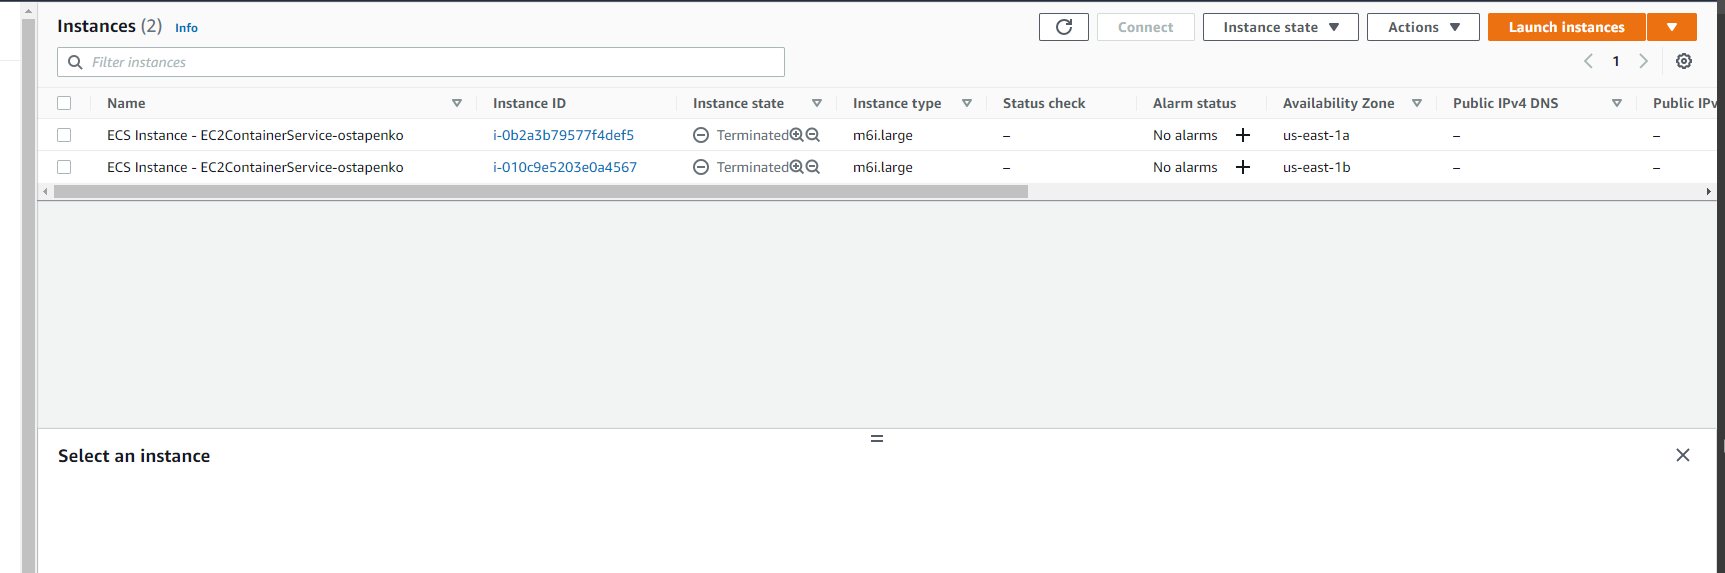 Instances (2) Info
Connect Instance state Actions Launch instances
Filter instances
1
Name Instance ID Instance state Instance type Status check Alarm status Availability Zone Public IPv4 DNS Public IPv
ECS Instance - EC2ContainerService-ostapenko i-0b2a3b79577f4def5 Terminated m6i.large – No alarms + us-east-1a – –
ECS Instance - EC2ContainerService-ostapenko i-010c9e5203e0a4567 Terminated m6i.large – No alarms + us-east-1b – –
Select an instance